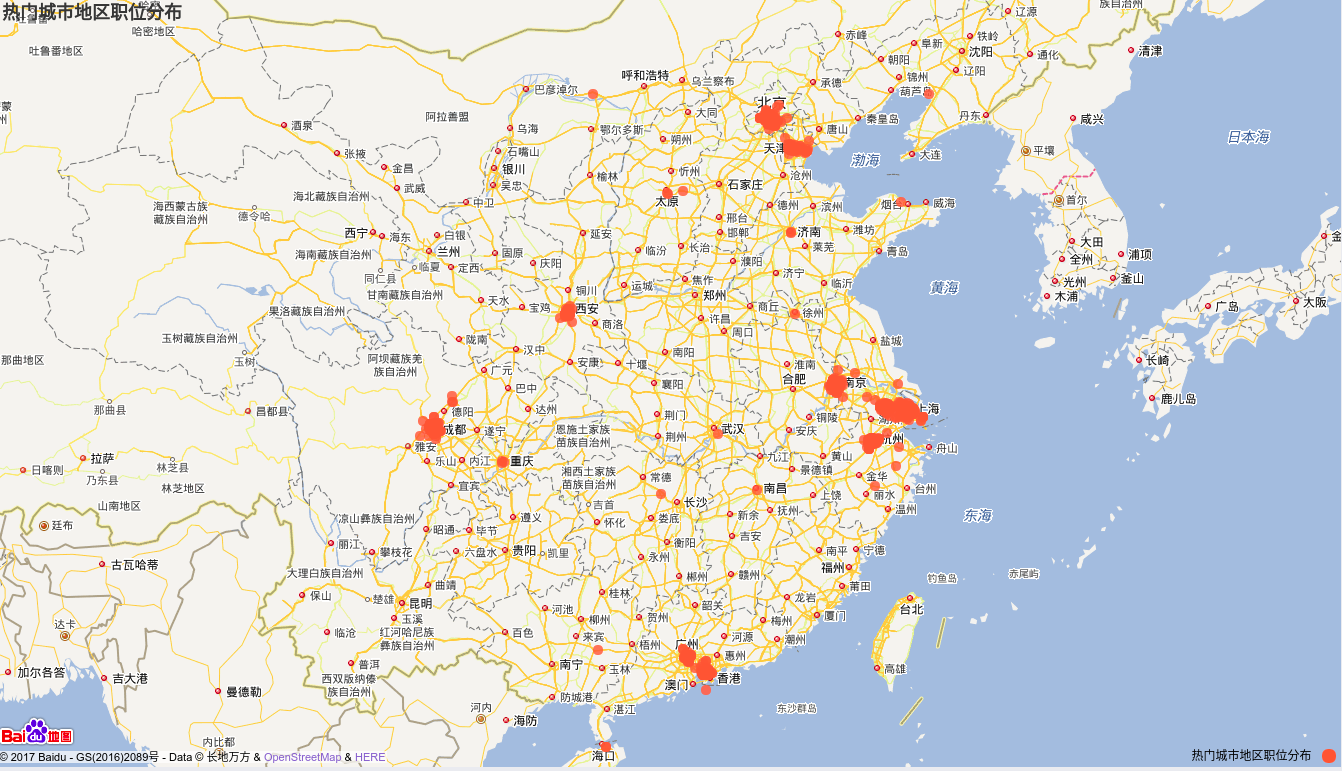 热门城市地区职位分布
哈密
吐鲁番
哈密地区
吐鲁番地区
辽源
族自治州
赤峰
阜新
铁岭
沈阳
通化
清津
朝阳
辽阳
呼和浩特
乌兰察布
承德
锦州
巴彦淖尔
葫芦岛
北京
蒙
州
阿拉善盟
大同
秦皇岛
丹东
咸兴
酒泉
乌海
鄂尔多斯
唐山
日本海
朔州
天津
张掖
石嘴山
大连
平壤
渤海
金昌
银川
榆林
忻州
沧州
武威
吴忠
石家庄
海北藏族自治州
中卫
太原
德州
滨州
烟台
威海
首尔
海西蒙古族
藏族自治州
德令哈
邢台
西宁
海东
白银
延安
邯郸
济南
潍坊
大田
金
海南藏族自治州
兰州
固原
临汾
长治
莱芜
青岛
全州
浦项
临夏
定西
庆阳
濮阳
同仁县
济宁
光州
釜山
甘南藏族自治州
铜川
运城
焦作
临沂
黄海
木浦
天水
宝鸡
郑州
大阪
果洛藏族自治州
西安
商丘
徐州
广岛
商洛
许昌
周口
玉树藏族自治州
陇南
盐城
汉中
南阳
那曲地区
玉树
阿坝藏族羌
族自治州
广元
安康
十堰
淮南
长崎
巴中
襄阳
合肥
南京
那曲县
昌都县
德阳
达州
荆门
铜陵
湖州
上海
鹿儿岛
成都
遂宁
恩施土家族
苗族自治州
荆州
武汉
安庆
杭州
雅安
舟山
拉萨
林芝县
乐山
内江
重庆
九江
黄山
日喀则
乃东县
湘西土家族
苗族自治州
常德
景德镇
金华
林芝地区
宜宾
南昌
上饶
丽水
台州
山南地区
吉首
长沙
抚州
温州
东海
廷布
凉山彝族自治州
昭通
毕节
遵义
怀化
娄底
新余
吉安
丽江
攀枝花
六盘水
贵阳
凯里
衡阳
永州
南平
宁德
古瓦哈蒂
福州
大理白族自治州
郴州
赣州
钓鱼岛
赤尾屿
曲靖
莆田
保山
楚雄
昆明
桂林
龙岩
韶关
台北
玉溪
河池
柳州
贺州
梅州
厦门
达卡
临沧
红河哈尼族
彝族自治州
百色
来宾
梧州
广州
河源
潮州
惠州
普洱
南宁
玉林
加尔各答
吉大港
西双版纳傣
族自治州
澳门
香港
高雄
曼德勒
防城港
湛江
东沙群岛
河内
海防
内比都
海口
Bai du 地图
© 2017 Baidu - GS(2016)2089号 - Data © 长地万方 & OpenStreetMap & HERE
热门城市地区职位分布